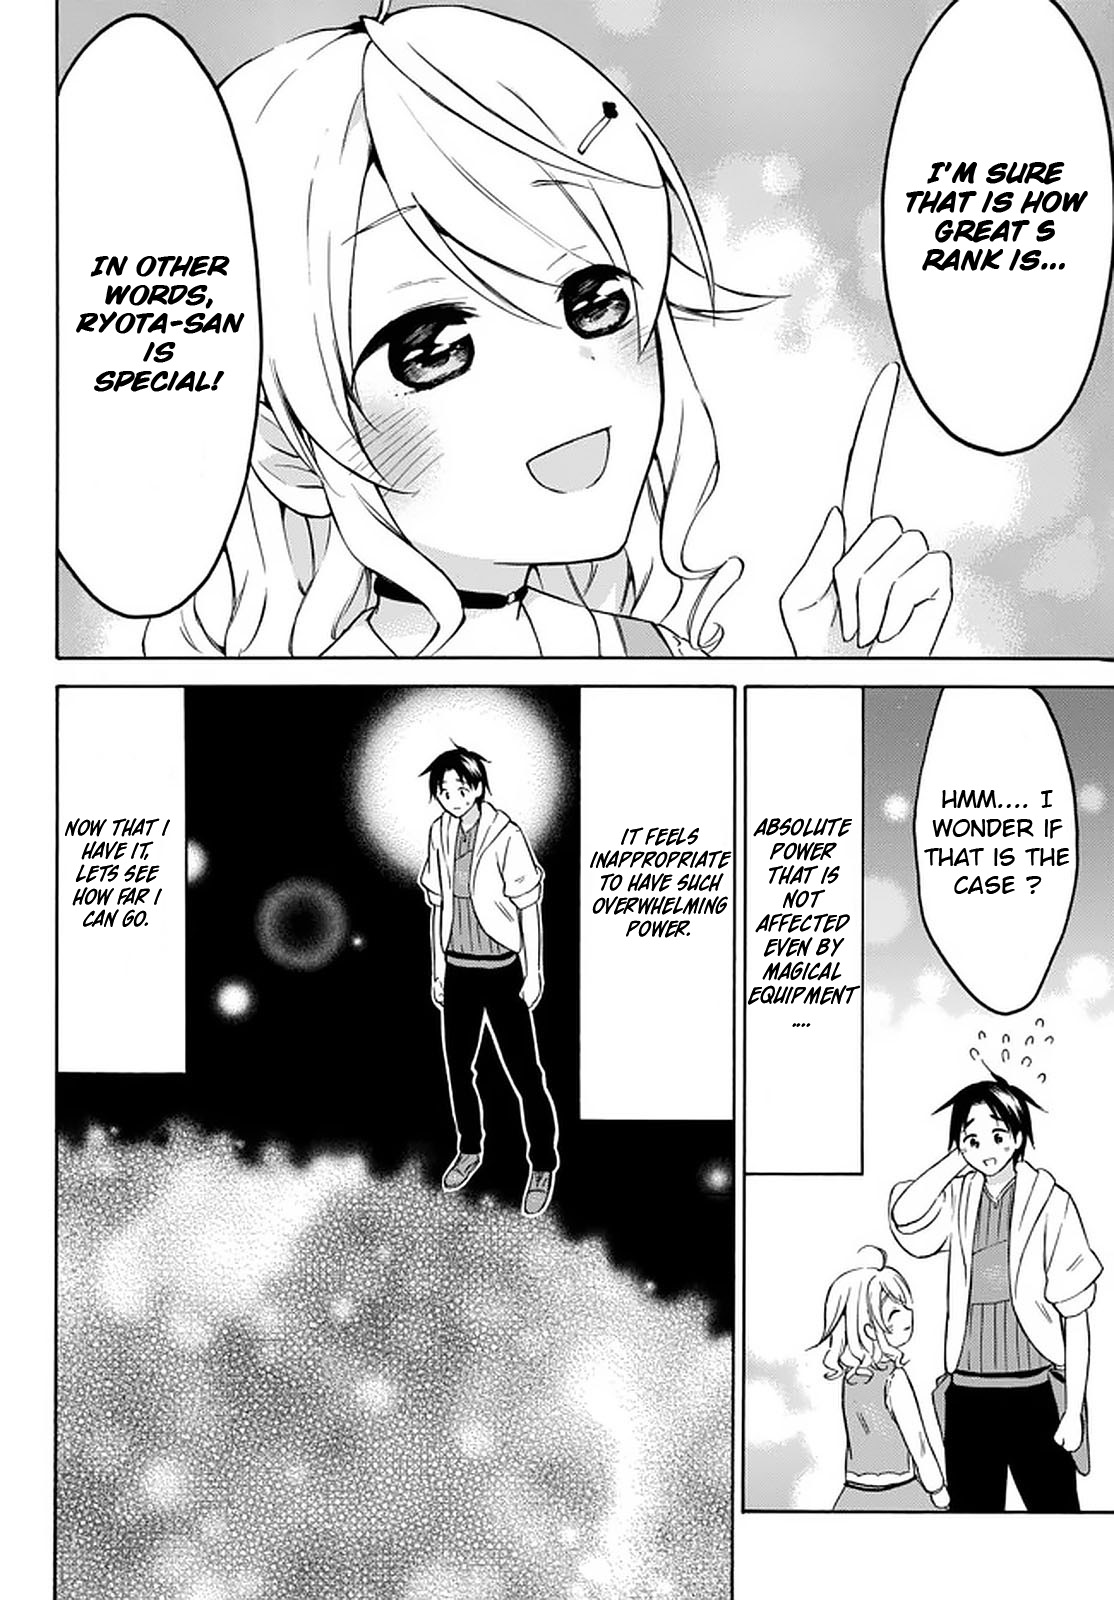 I'M SURE
THAT IS HOW
GREAT S
RANK IS...
IN OTHER
WORDS,
RYOTA-SAN
IS
SPECIAL!
HMM.... I
WONDER IF
THAT IS THE
CASE ?
ABSOLUTE
POWER
THAT IS
NOT
AFFECTED
EVEN BY
MAGICAL
EQUIPMENT
....
IT FEELS
INAPPROPRIATE
TO HAVE SUCH
OVERWHELMING
POWER.
NOW THAT I
HAVE IT,
LETS SEE
HOW FAR I
CAN GO.